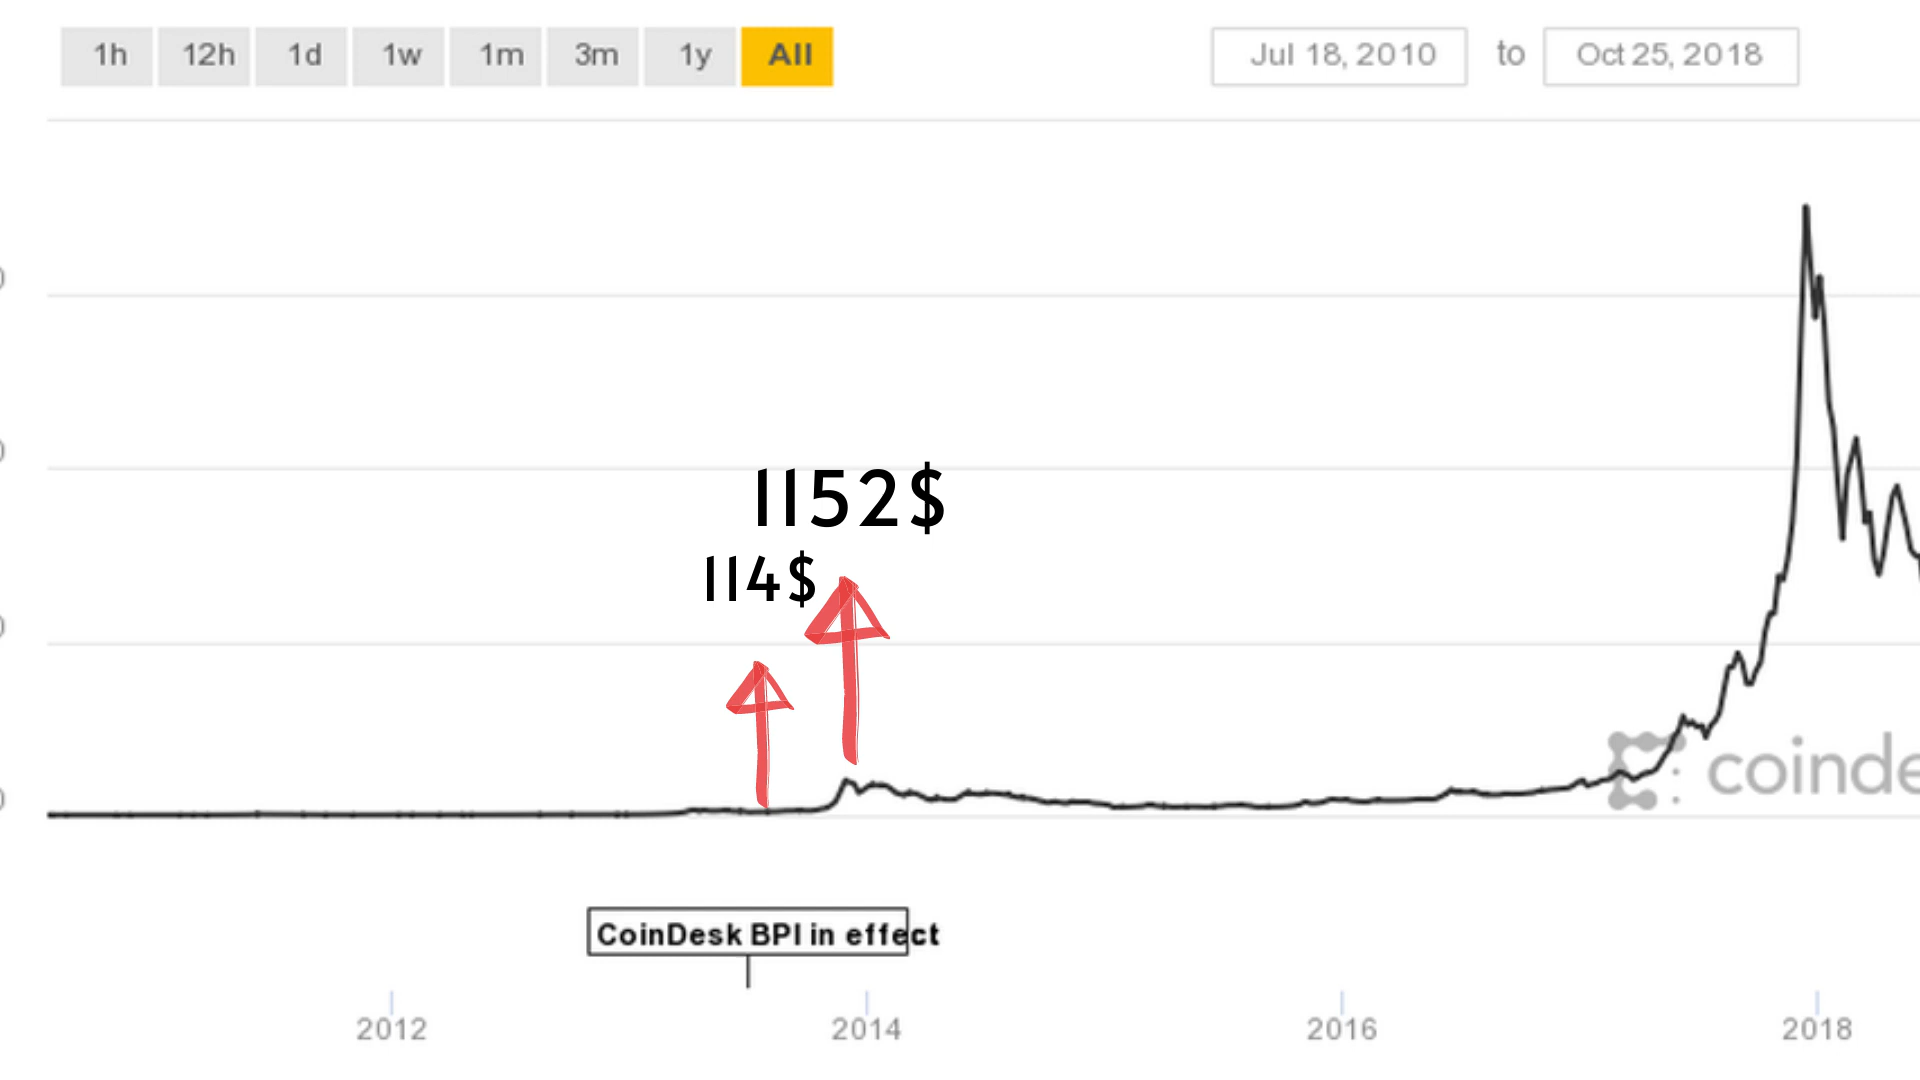 1h 12h 1d 1w 1m 3m 1y All Jul 18, 2010 to Oct 25, 2018
1152$
114$
coinde
CoinDesk BPI in effect
2012 2014 2016 2018